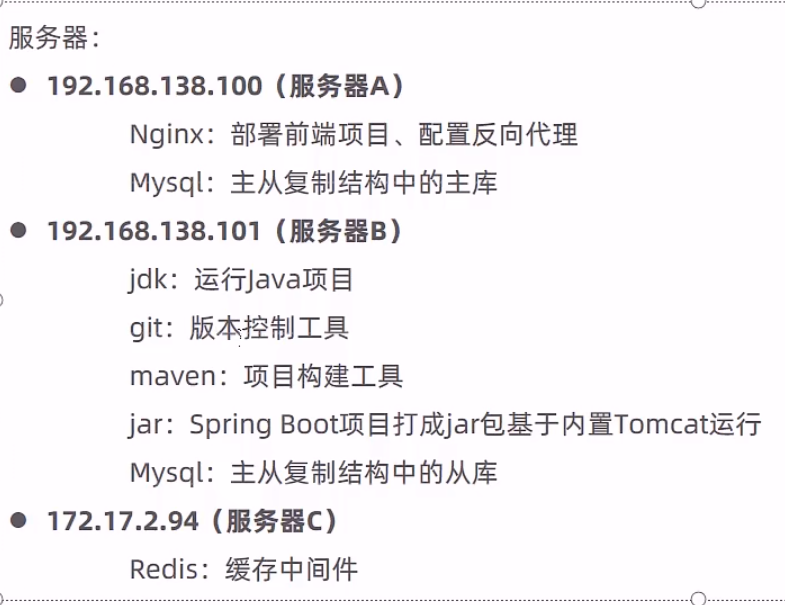 服务器：
● 192.168.138.100（服务器A）
Nginx：部署前端项目、配置反向代理
Mysql：主从复制结构中的主库
● 192.168.138.101（服务器B）
jdk：运行Java项目
git：版本控制工具
maven：项目构建工具
jar：Spring Boot项目打成jar包基于内置Tomcat运行
Mysql：主从复制结构中的从库
● 172.17.2.94（服务器C）
Redis：缓存中间件